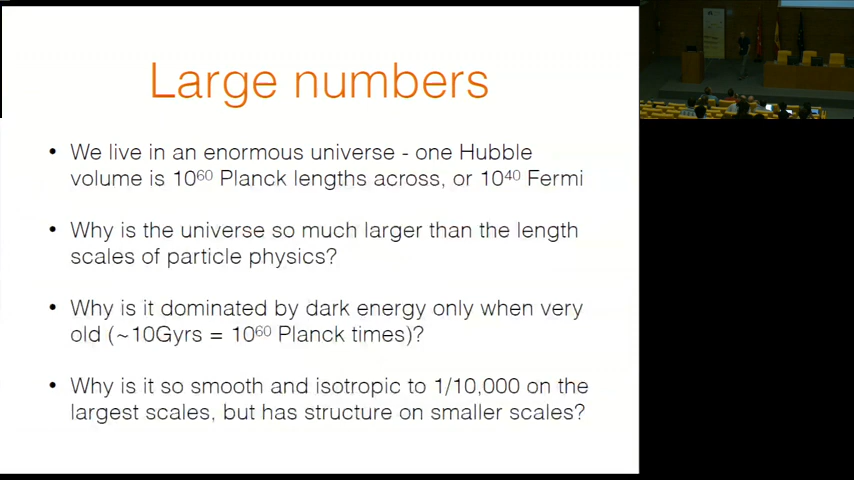 Large numbers
• We live in an enormous universe - one Hubble
volume is 10⁶⁰ Planck lengths across, or 10⁴⁰ Fermi
• Why is the universe so much larger than the length
scales of particle physics?
• Why is it dominated by dark energy only when very
old (~10Gyrs = 10⁶⁰ Planck times)?
• Why is it so smooth and isotropic to 1/10,000 on the
largest scales, but has structure on smaller scales?